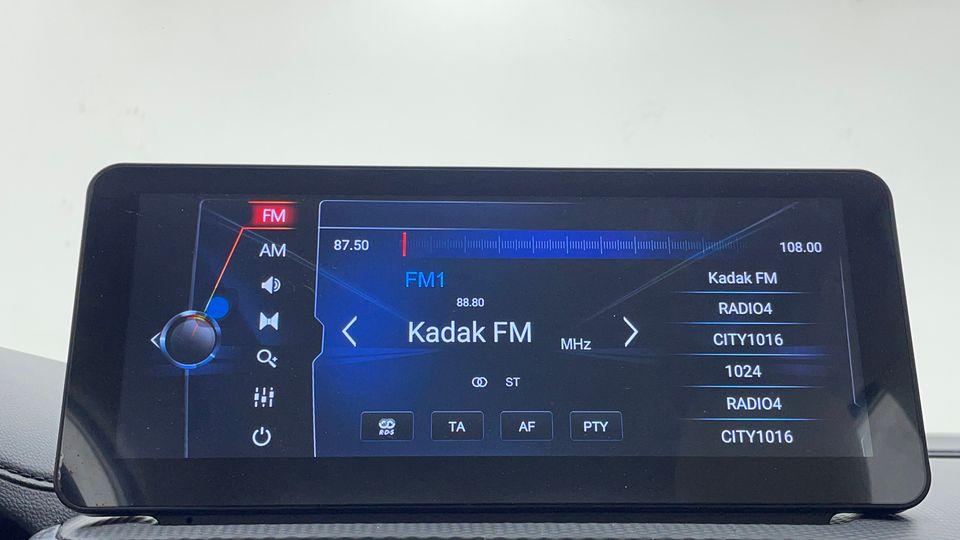 FM
AM
87.50
108.00
FM1
88.80
Kadak FM
MHz
ST
RDS
TA
AF
PTY
Kadak FM
RADIO4
CITY1016
1024
RADIO4
CITY1016